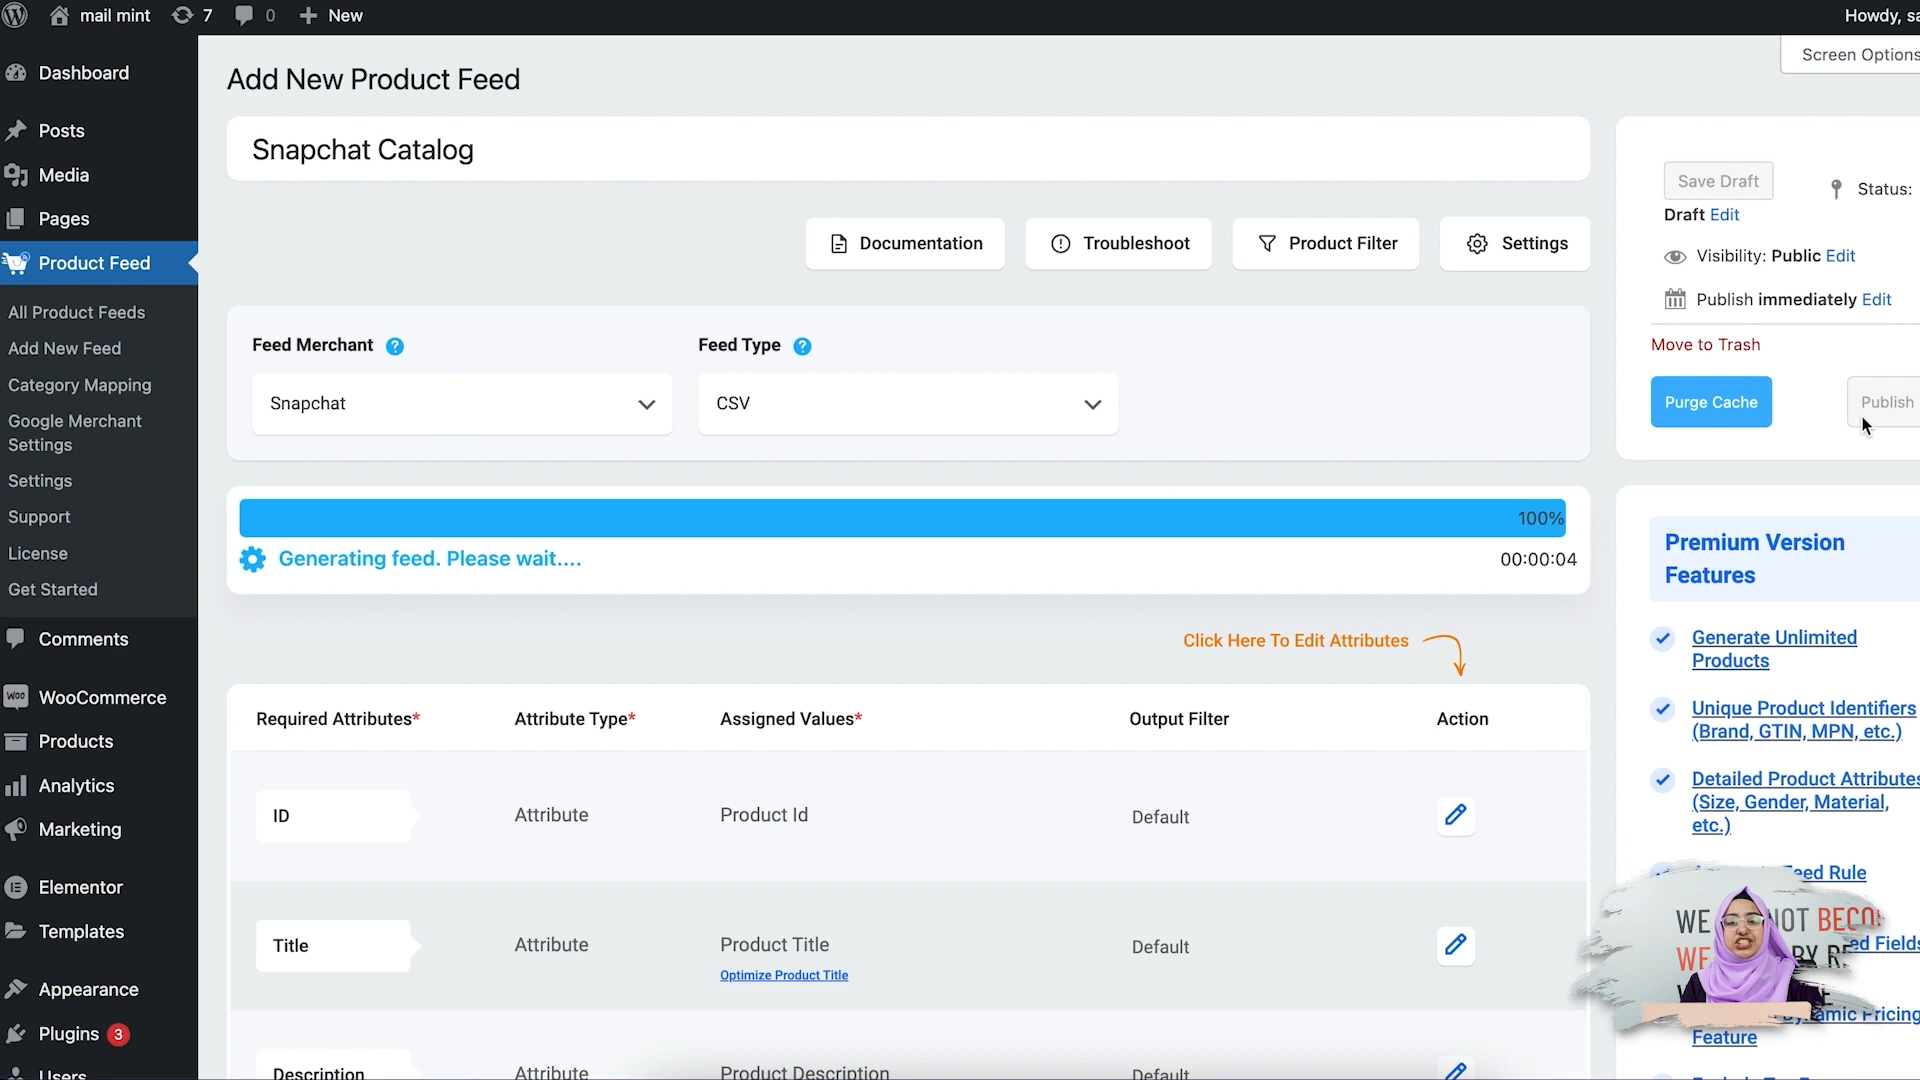 mail mint
7
0
New
Howdy, sa
Screen Options
Dashboard
Posts
Media
Pages
Product Feed
All Product Feeds
Add New Feed
Category Mapping
Google Merchant
Settings
Settings
Support
License
Get Started
Comments
WooCommerce
Products
Analytics
Marketing
Elementor
Templates
Appearance
Plugins 3
Users
Add New Product Feed
Snapchat Catalog
Documentation
Troubleshoot
Product Filter
Settings
Feed Merchant ?
Feed Type ?
Snapchat
CSV
100%
Generating feed. Please wait....
00:00:04
Click Here To Edit Attributes
Required Attributes*
Attribute Type*
Assigned Values*
Output Filter
Action
ID
Attribute
Product Id
Default
Title
Attribute
Product Title
Optimize Product Title
Default
Description
Attribute
Product Description
Default
Save Draft
Status:
Draft Edit
Visibility: Public Edit
Publish immediately Edit
Move to Trash
Purge Cache
Publish
Premium Version
Features
Generate Unlimited
Products
Unique Product Identifiers
(Brand, GTIN, MPN, etc.)
Detailed Product Attributes
(Size, Gender, Material,
etc.)
Feed Rule
ed Fields
amic Pricing
Feature
WE NOT BECO
WE RY RE